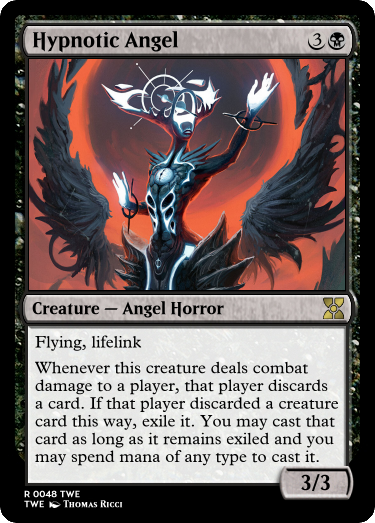 Hypnotic Angel 3
Creature — Angel Horror
Flying, lifelink
Whenever this creature deals combat
damage to a player, that player discards
a card. If that player discarded a creature
card this way, exile it. You may cast that
card as long as it remains exiled and you
may spend mana of any type to cast it.
3/3
R 0048 TWE
TWE Thomas Ricci